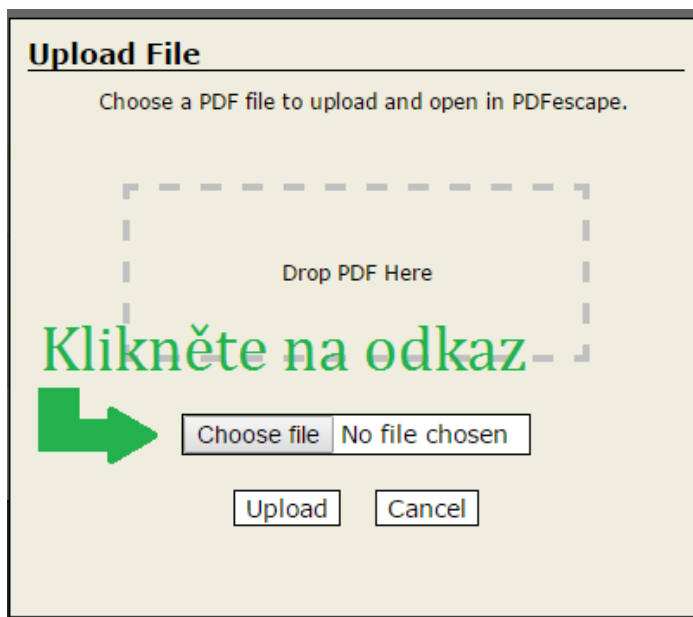 Upload File
Choose a PDF file to upload and open in PDFescape.
Drop PDF Here
Klikněte na odkaz
Choose file No file chosen
Upload Cancel